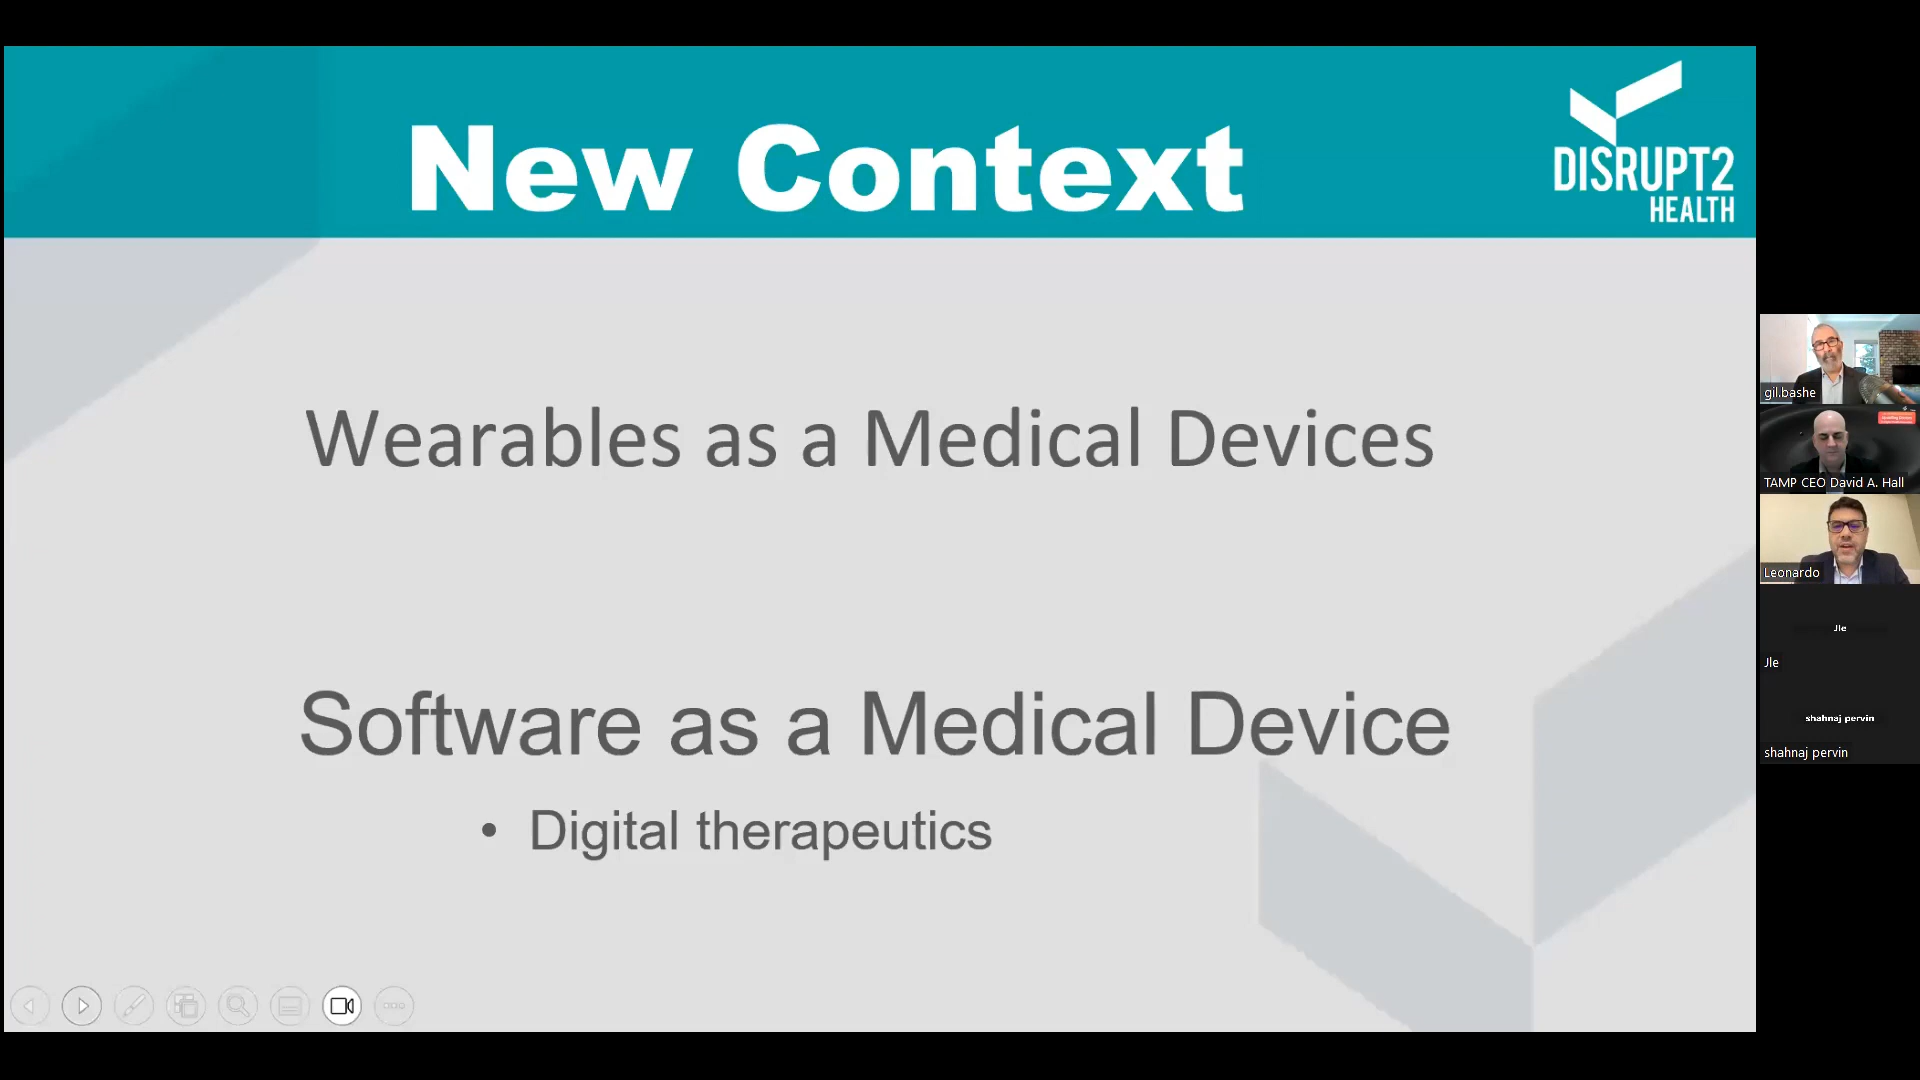 New Context
DISRUPT2
HEALTH
Wearables as a Medical Devices
Software as a Medical Device
• Digital therapeutics
gil.bashe
TAMP CEO David A. Hall
Leonardo
Jle
Jle
shahnaj pervin
shahnaj pervin